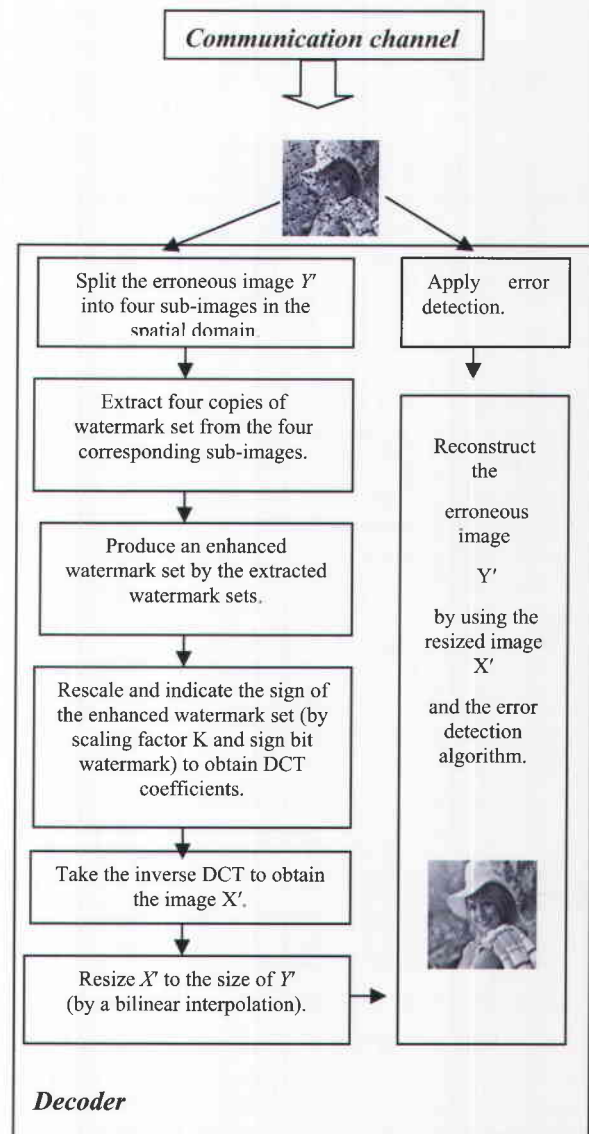 Communication channel
Split the erroneous image Y′
into four sub-images in the
spatial domain.
Apply error
detection.
Extract four copies of
watermark set from the four
corresponding sub-images.
Produce an enhanced
watermark set by the extracted
watermark sets.
Rescale and indicate the sign of
the enhanced watermark set (by
scaling factor K and sign bit
watermark) to obtain DCT
coefficients.
Take the inverse DCT to obtain
the image X′.
Resize X′ to the size of Y′
(by a bilinear interpolation).
Reconstruct
the
erroneous
image
Y′
by using the
resized image
X′
and the error
detection
algorithm.
Decoder